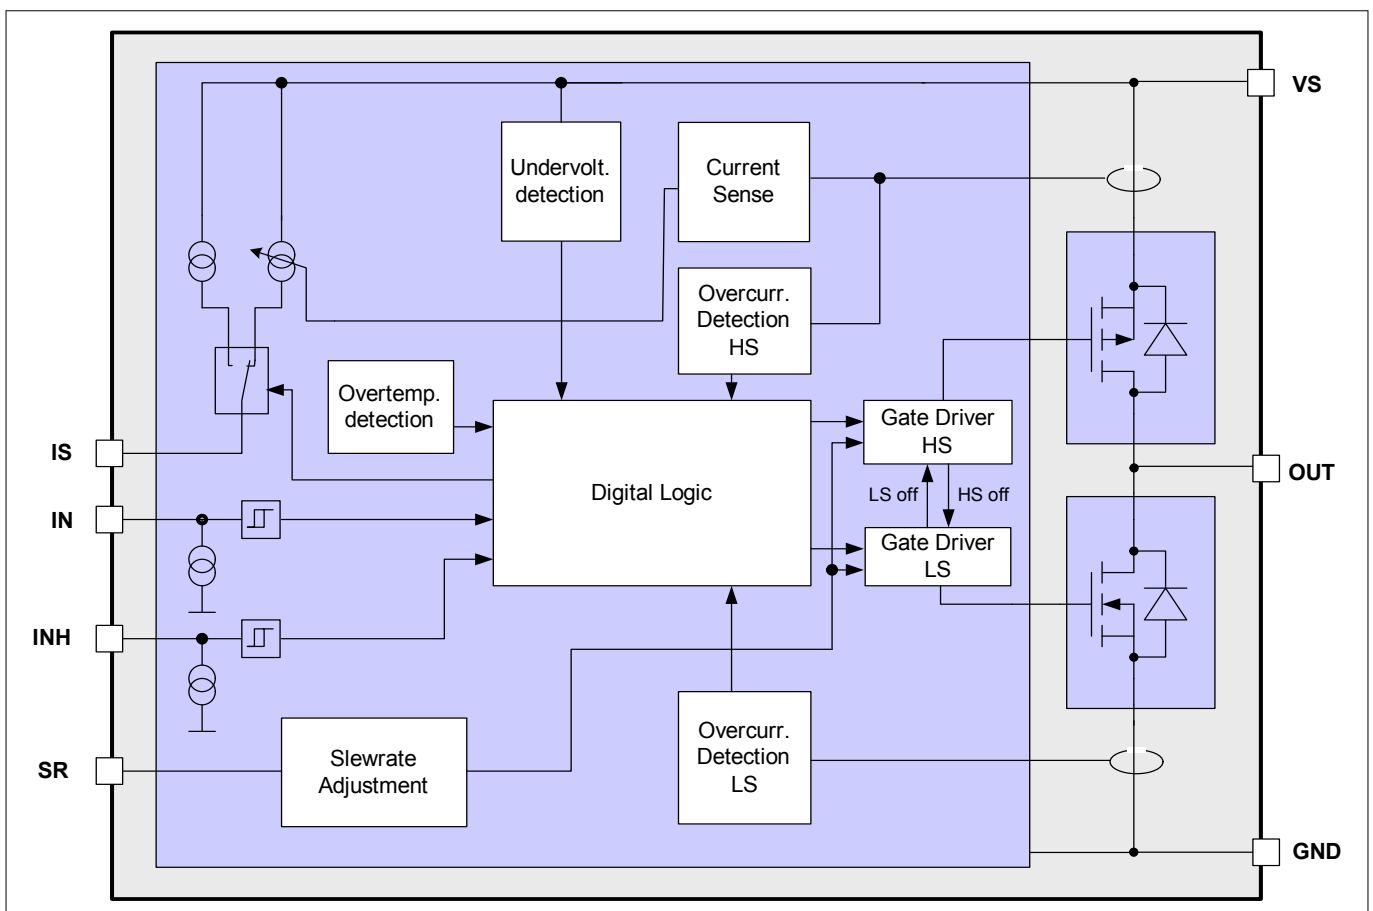 VS
Undervolt.
detection
Current
Sense
Overcurr.
Detection
HS
Overtemp.
detection
Gate Driver
HS
IS
Digital Logic
LS off
HS off
OUT
IN
Gate Driver
LS
INH
Overcurr.
Detection
LS
Slewrate
Adjustment
SR
GND